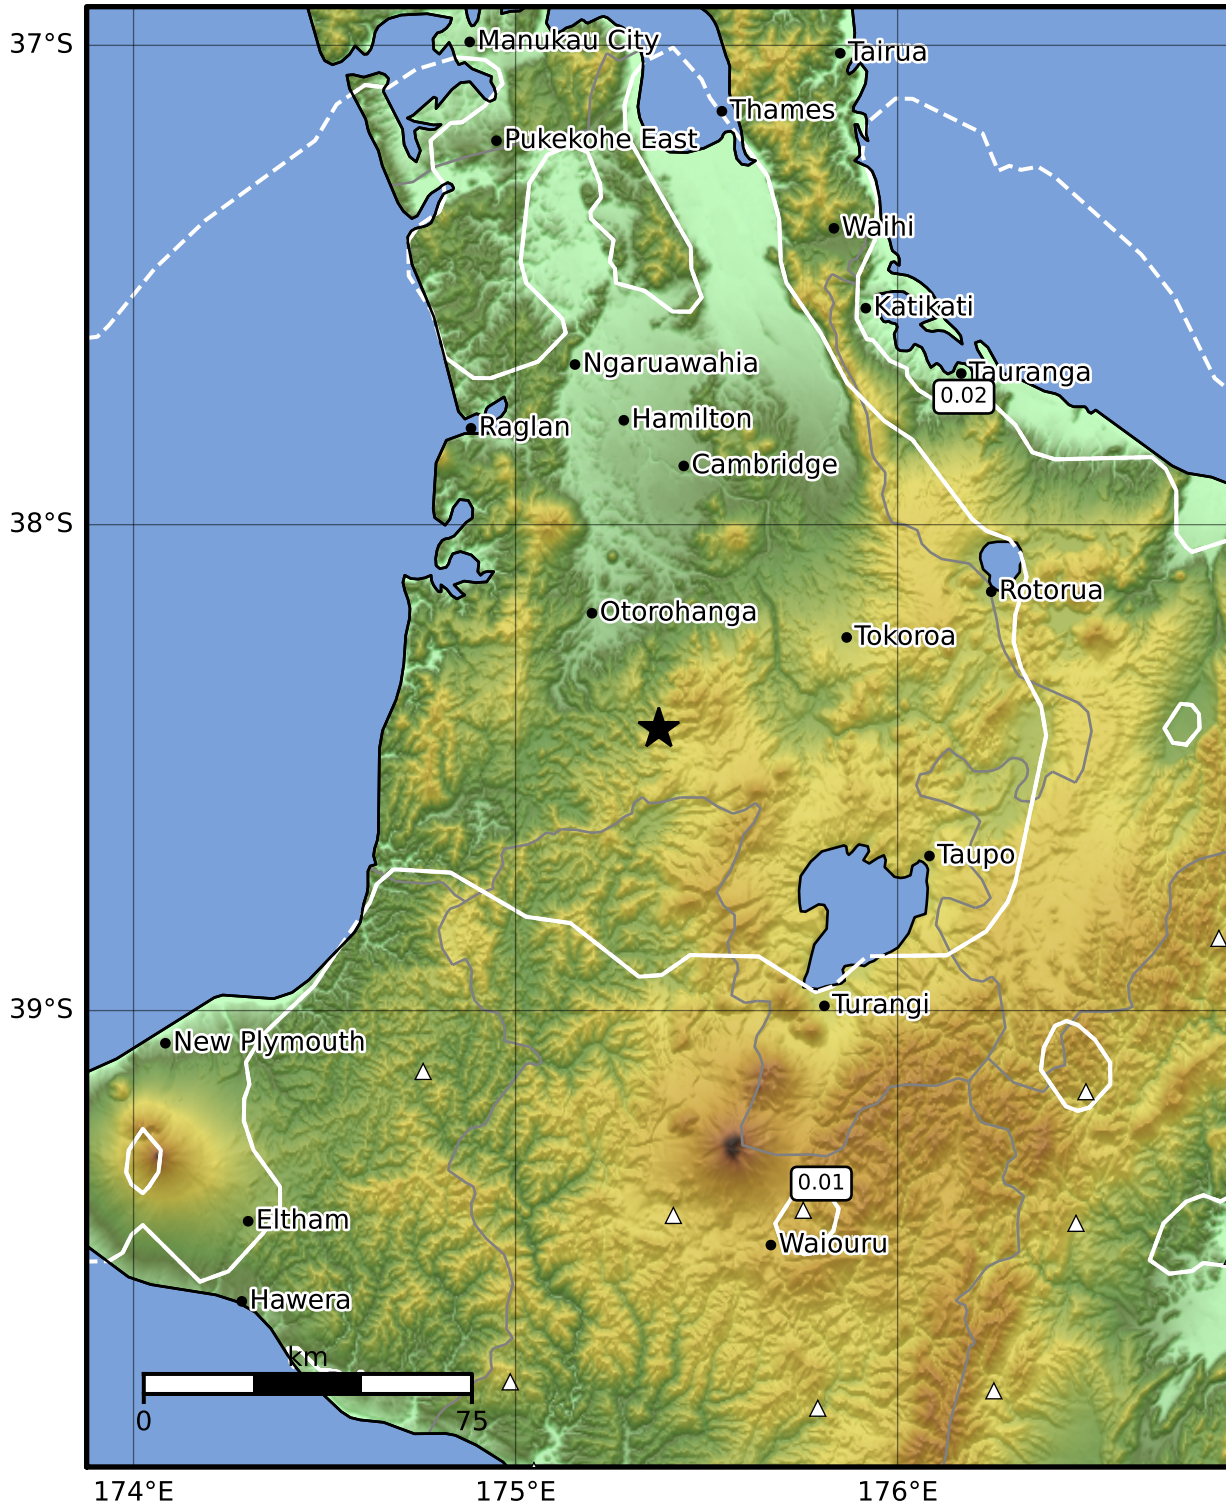 37°S
Manukau City
Tairua
Thames
Pukekohe East
Waihi
Katikati
Ngaruawahia
Tauranga
0.02
Hamilton
Raglan
Cambridge
38°S
Rotorua
Otorohanga
Tokoroa
Taupo
39°S
Turangi
New Plymouth
0.01
Eltham
Waiouru
Hawera
km
0
75
174°E
175°E
176°E